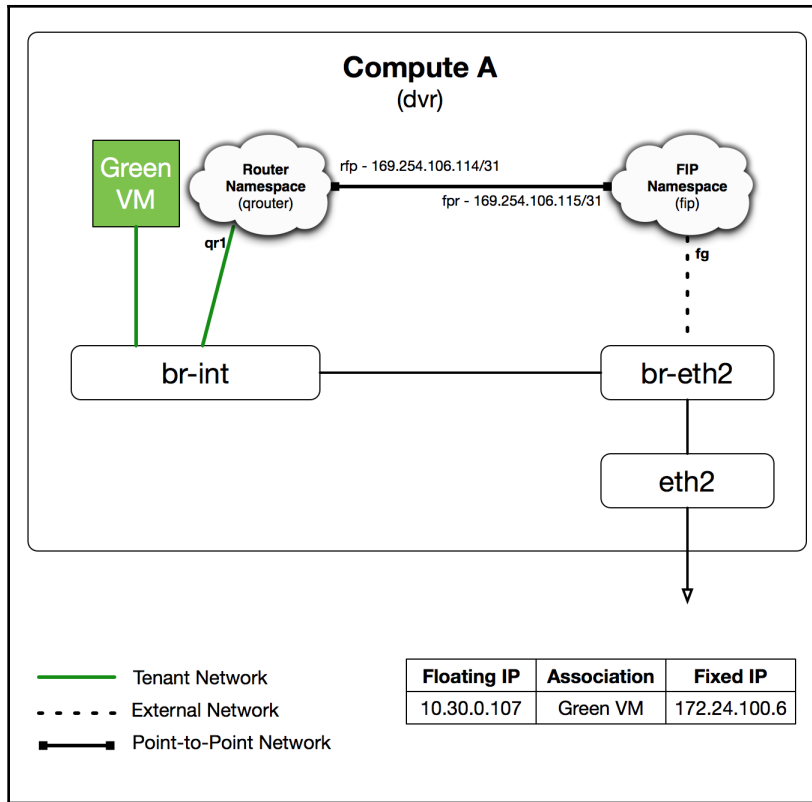 Compute A
(dvr)
Green
VM
Router
Namespace
(qrouter)
rfp - 169.254.106.114/31
fpr - 169.254.106.115/31
FIP
Namespace
(fip)
qr1
fg
br-int
br-eth2
eth2
Tenant Network
External Network
Point-to-Point Network
Floating IP Association Fixed IP
10.30.0.107 Green VM 172.24.100.6